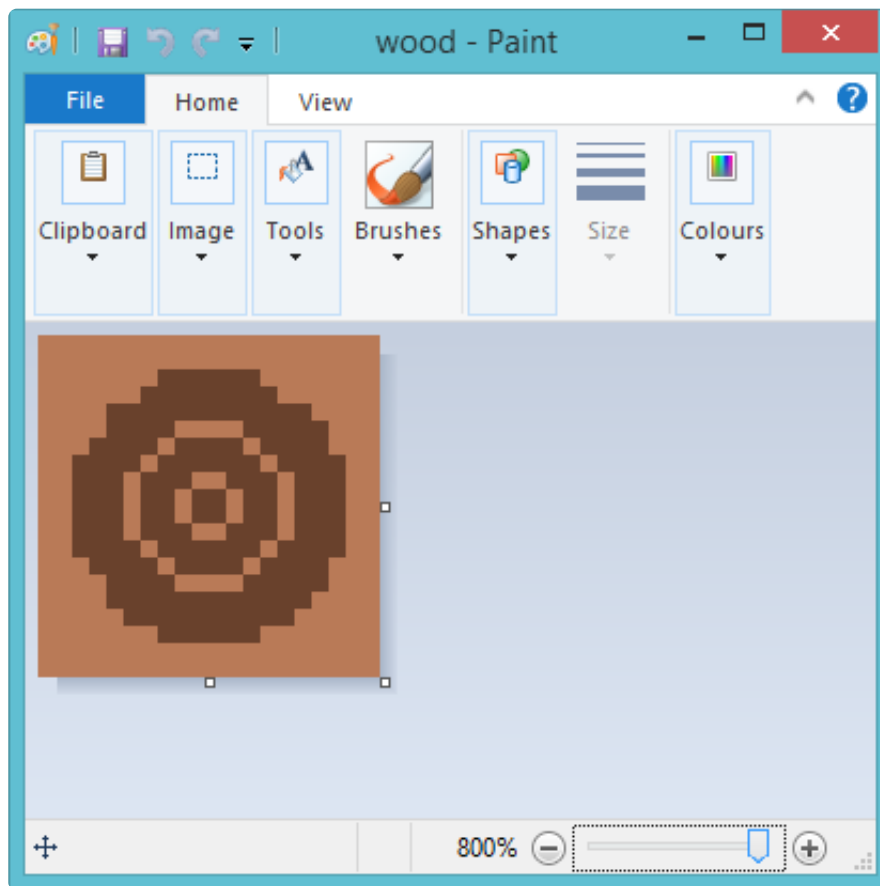 wood - Paint
File Home View
?
Clipboard Image Tools Brushes Shapes Size Colours
800%